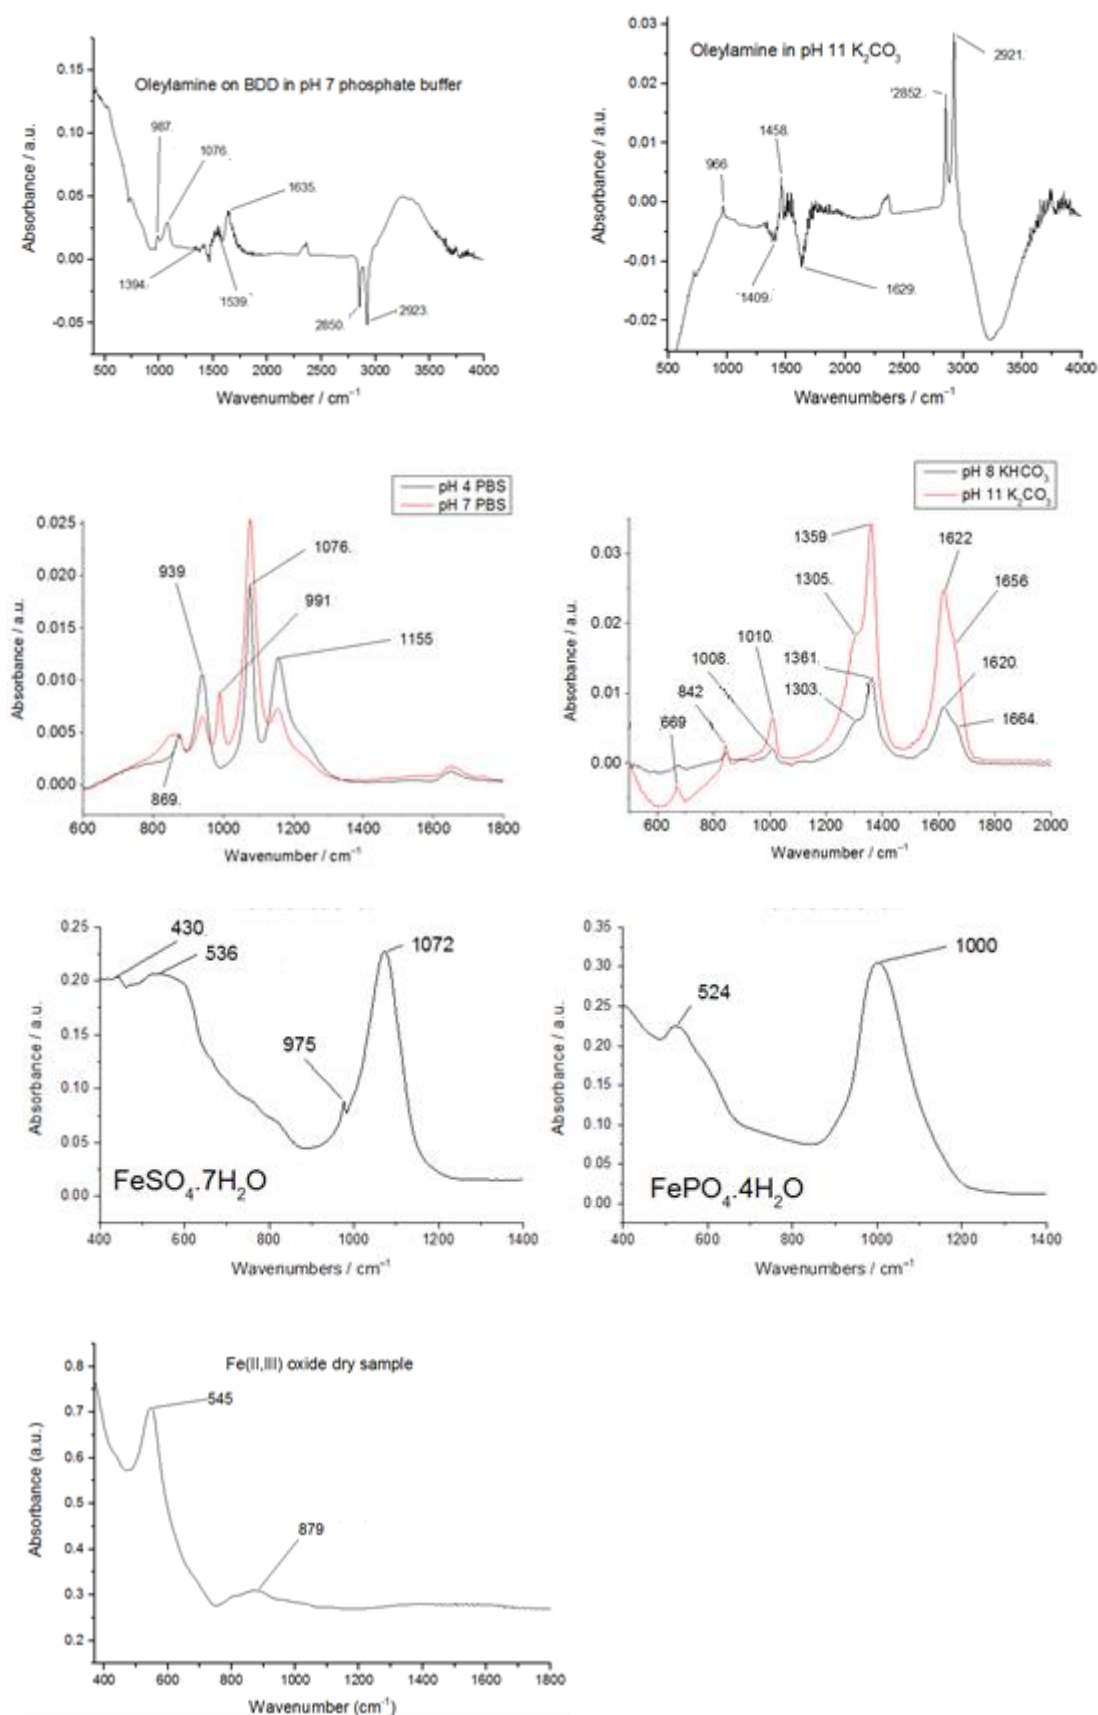 Oleylamine on BDD in pH 7 phosphate buffer
0.15
0.10
0.05
0.00
-0.05
Absorbance / a.u.
987.
1076.
1635.
1394.
1539.
2850.
2923.
500 1000 1500 2000 2500 3000 3500 4000
Wavenumber / cm⁻¹
Oleylamine in pH 11 K₂CO₃
0.03
0.02
0.01
0.00
-0.01
-0.02
Absorbance / a.u.
2921.
2852.
1458.
966
1409.
1629.
500 1000 1500 2000 2500 3000 3500 4000
Wavenumbers / cm⁻¹
pH 4 PBS
pH 7 PBS
0.025
0.020
0.015
0.010
0.005
0.000
Absorbance / a.u.
939
1076.
991
1155
869.
600 800 1000 1200 1400 1600 1800
Wavenumber / cm⁻¹
pH 8 KHCO₃
pH 11 K₂CO₃
0.03
0.02
0.01
0.00
Absorbance / a.u.
1359
1622
1305.
1656
1010.
1361.
1008.
1620.
842
1303.
669
1664.
600 800 1000 1200 1400 1600 1800 2000
Wavenumber / cm⁻¹
0.25
0.20
0.15
0.10
0.05
0.00
Absorbance / a.u.
430
536
1072
975
FeSO₄.7H₂O
400 600 800 1000 1200 1400
Wavenumbers / cm⁻¹
0.35
0.30
0.25
0.20
0.15
0.10
0.05
0.00
Absorbance / a.u.
1000
524
FePO₄.4H₂O
400 600 800 1000 1200 1400
Wavenumbers / cm⁻¹
Fe(II,III) oxide dry sample
0.8
0.7
0.6
0.5
0.4
0.3
0.2
Absorbance (a.u.)
545
879
400 600 800 1000 1200 1400 1600 1800
Wavenumber (cm⁻¹)